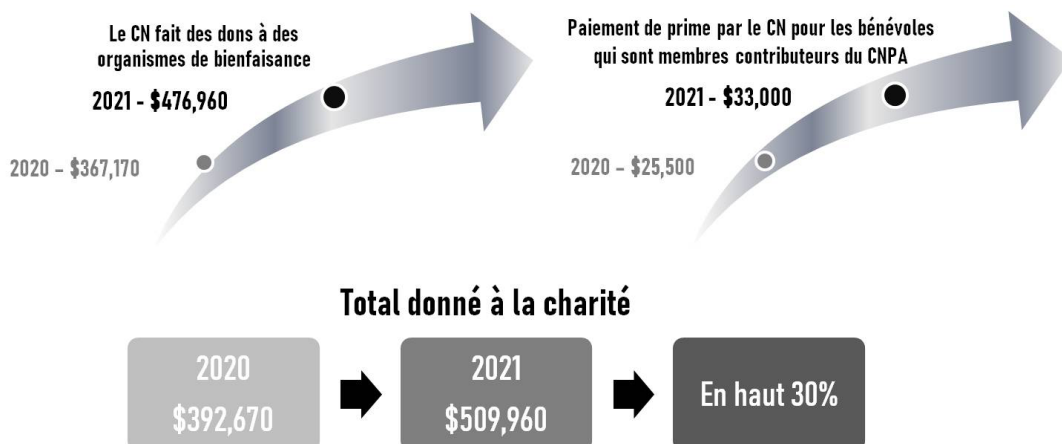 Le CN fait des dons à des
organismes de bienfaisance
2021 - $476,960
2020 - $367,170
Paiement de prime par le CN pour les bénévoles
qui sont membres contributeurs du CNPA
2021 - $33,000
2020 - $25,500
Total donné à la charité
2020
$392,670
2021
$509,960
En haut 30%